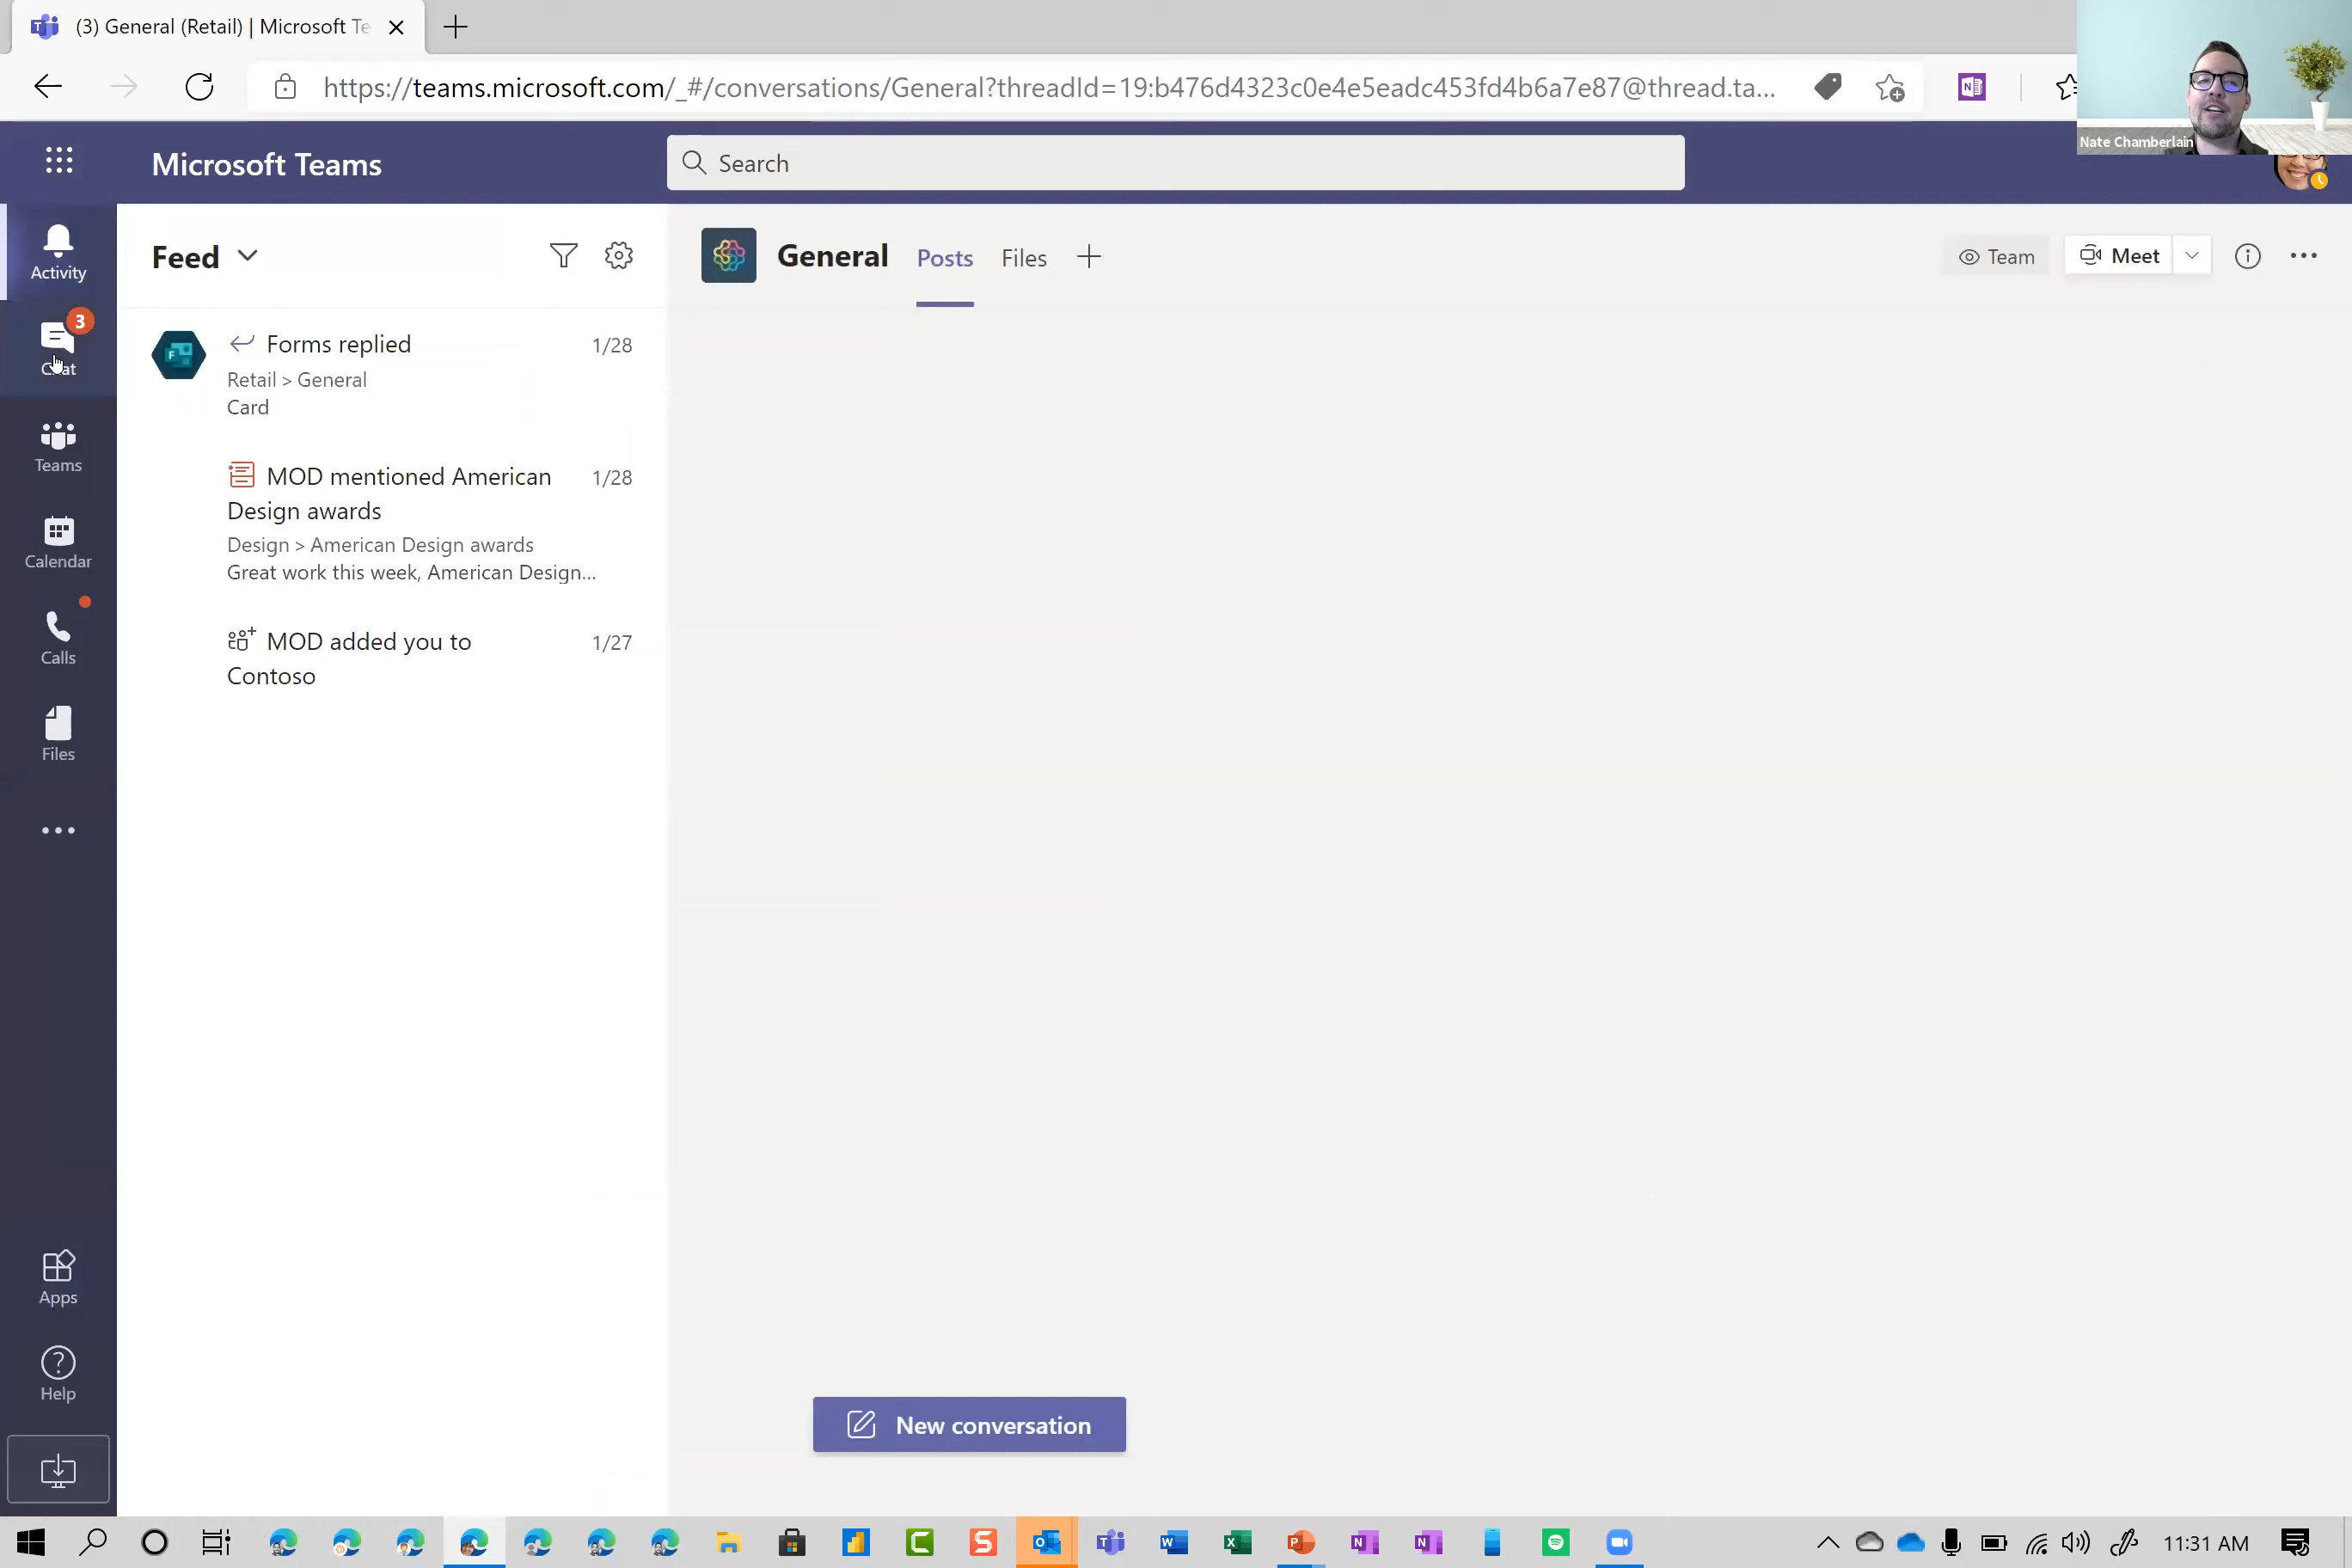 (3) General (Retail) | Microsoft Te
https://teams.microsoft.com/_#/conversations/General?threadId=19:b476d4323c0e4e5eadc453fd4b6a7e87@thread.ta...
Nate Chamberlain
Microsoft Teams
Search
Activity
3
Chat
Teams
Calendar
Calls
Files
Apps
Help
Feed
Forms replied 1/28
Retail > General
Card
MOD mentioned American 1/28
Design awards
Design > American Design awards
Great work this week, American Design...
MOD added you to 1/27
Contoso
General Posts Files
Team Meet
New conversation
11:31 AM